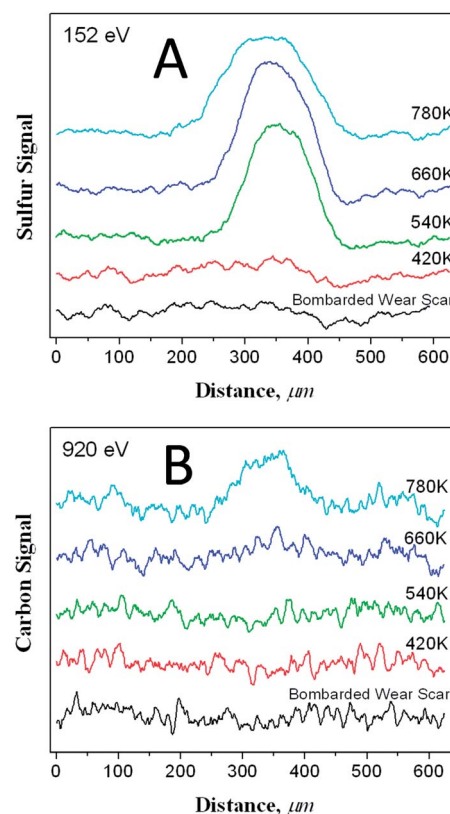 152 eV
A
780K
660K
540K
420K
Bombarded Wear Scar
Sulfur Signal
0
0 100 200 300 400 500 600
Distance, μm
920 eV
B
780K
660K
540K
420K
Bombarded Wear Scar
Carbon Signal
0
0 100 200 300 400 500 600
Distance, μm